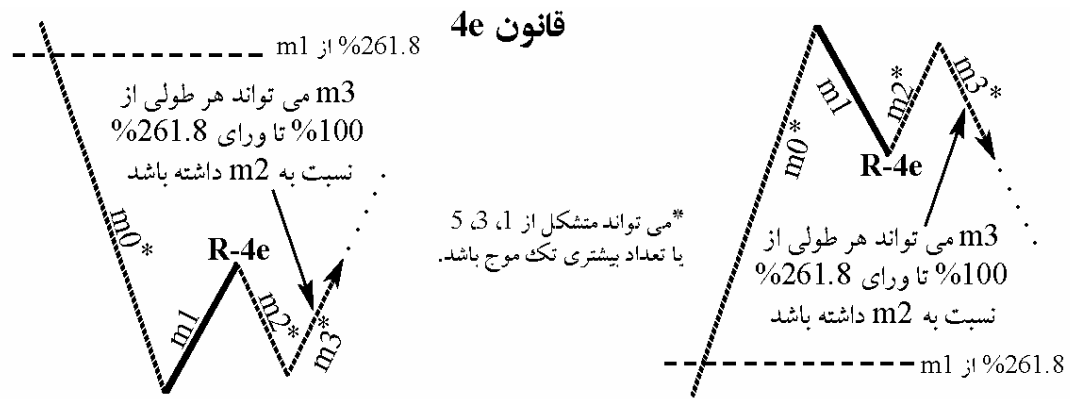 قانون 4e
%261.8 از m1
m3 می تواند هر طولی از
100% تا ورای 261.8%
نسبت به m2 داشته باشد
m0*
m1
R-4e
m2*
m3*
*می تواند متشکل از 1، 3، 5
یا تعداد بیشتری تک موج باشد.
m0*
m1
m2*
m3*
R-4e
m3 می تواند هر طولی از
100% تا ورای 261.8%
نسبت به m2 داشته باشد
%261.8 از m1